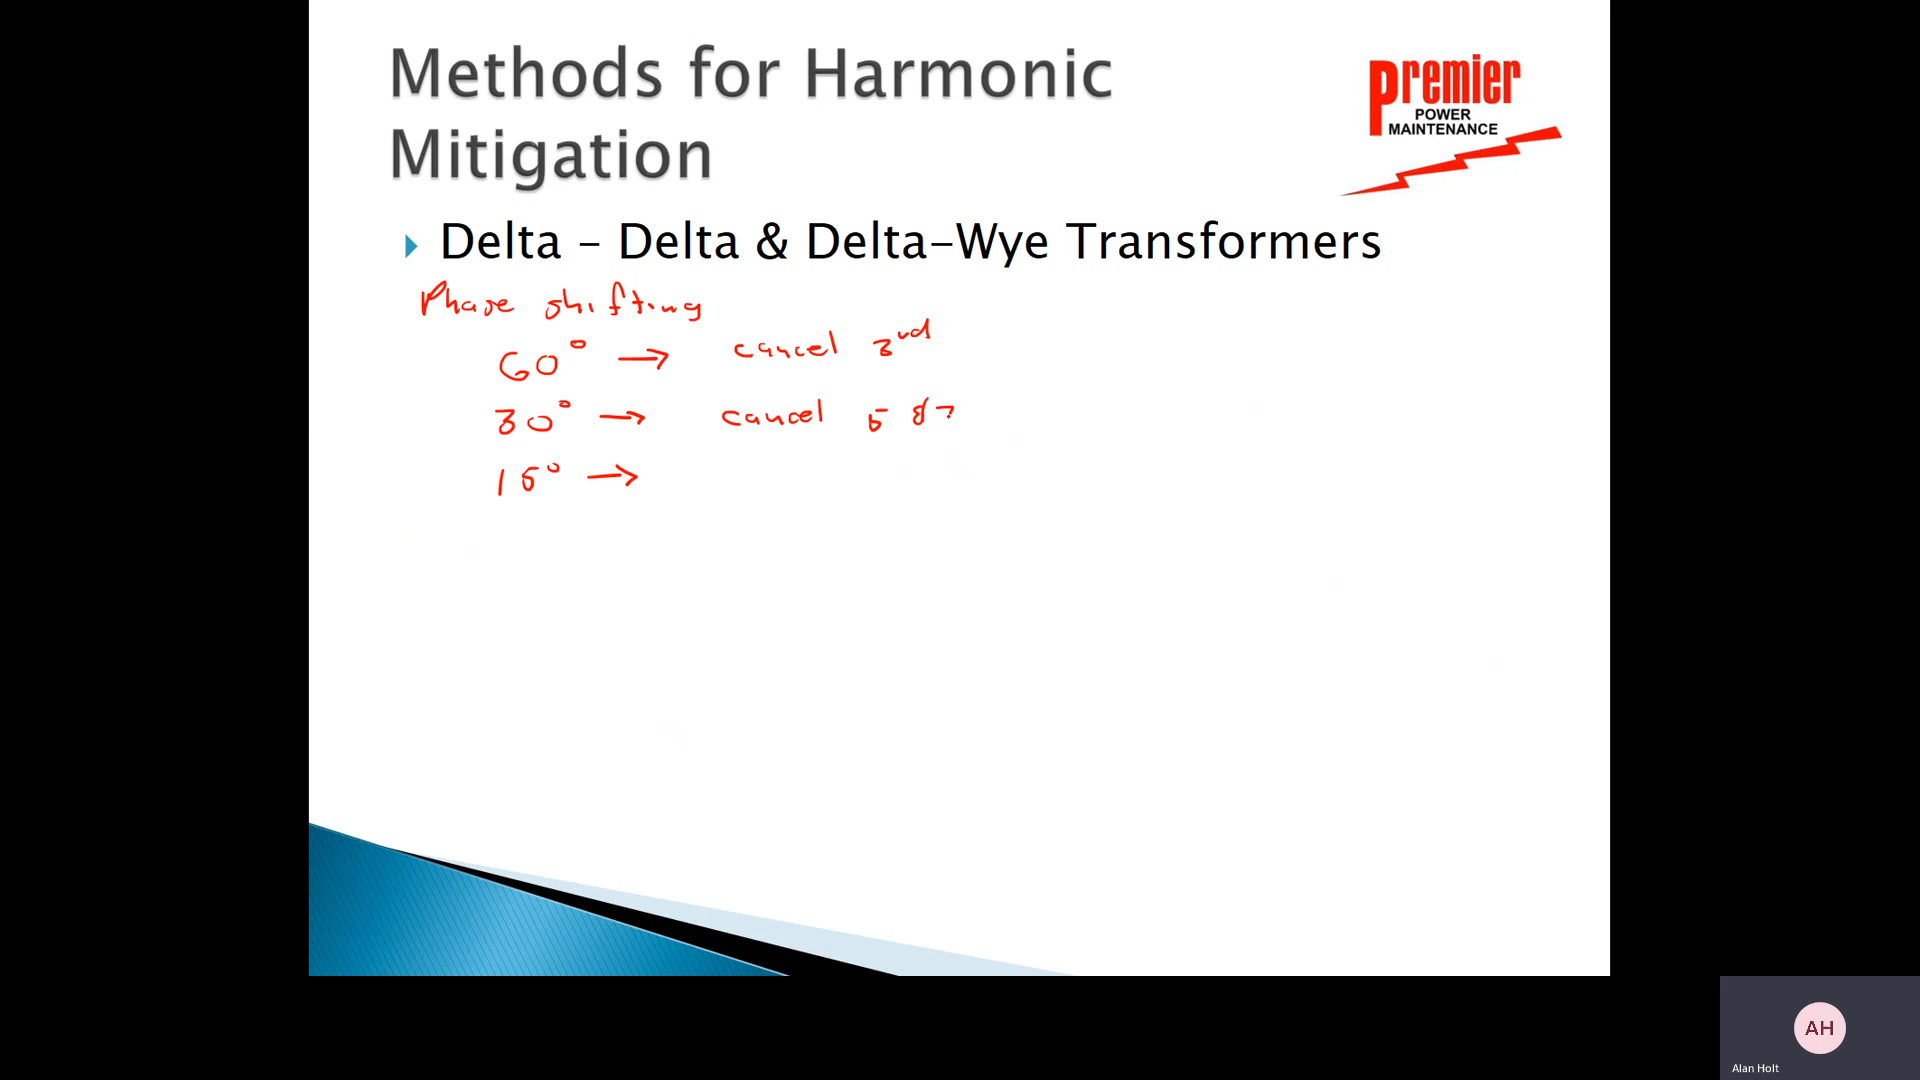 Methods for Harmonic
Mitigation
premier
POWER
MAINTENANCE
Delta - Delta & Delta-Wye Transformers
Phase shifting
60° → cancel 3rd
30° → cancel 5 & 7
15° →
AH
Alan Holt